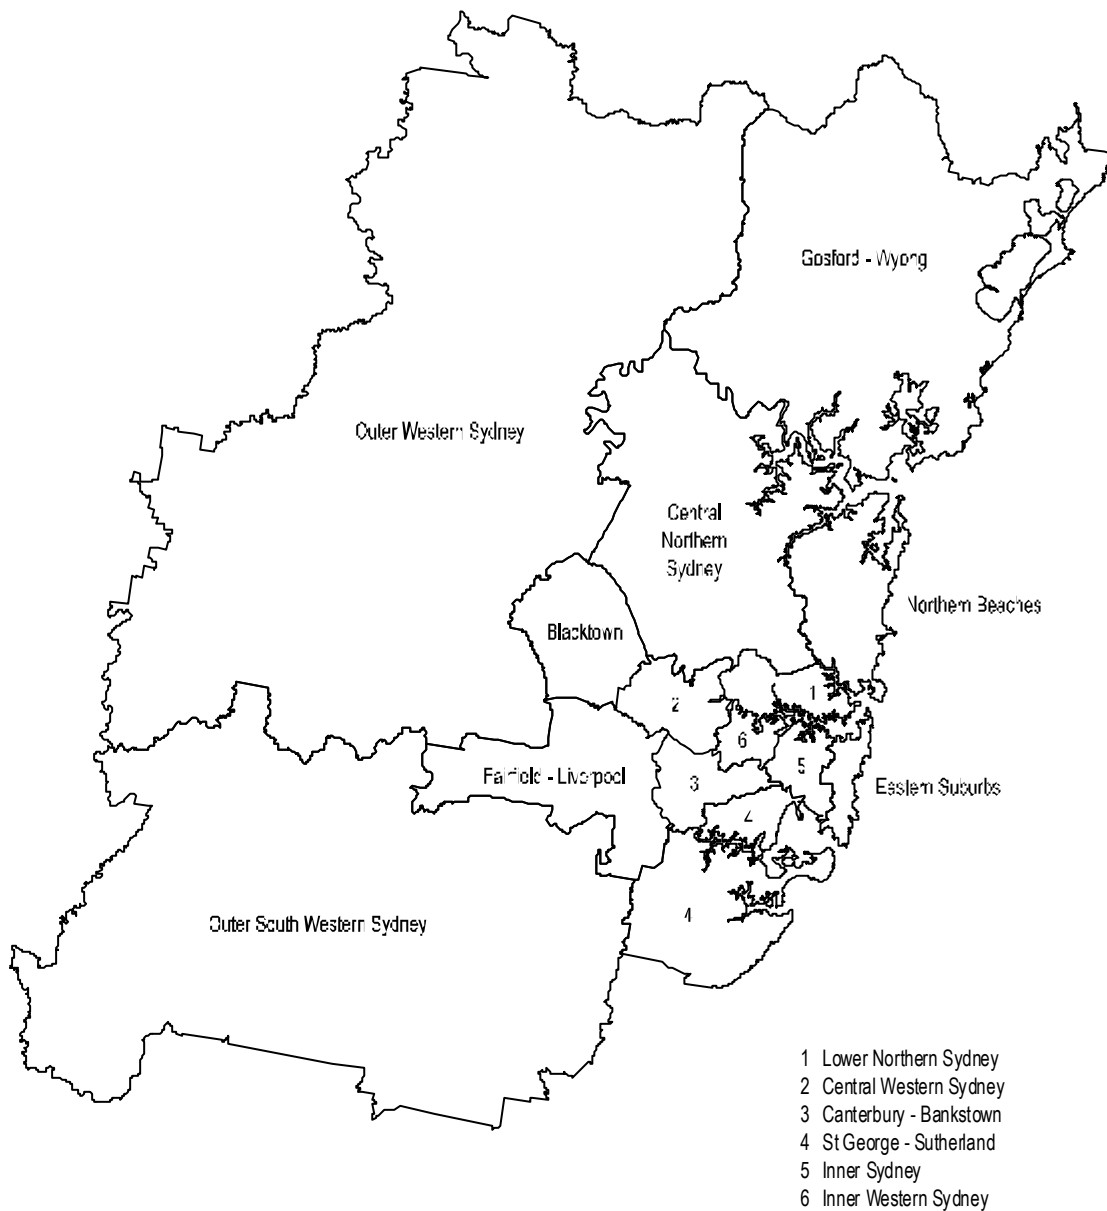 Gosford - Wyong
Outer Western Sydney
Central
Northern
Sydney
Northern Beaches
Blacktown
1
2
6
5
Fairfield - Liverpool
3
Eastern Suburbs
4
4
Outer South Western Sydney
1 Lower Northern Sydney
2 Central Western Sydney
3 Canterbury - Bankstown
4 St George - Sutherland
5 Inner Sydney
6 Inner Western Sydney